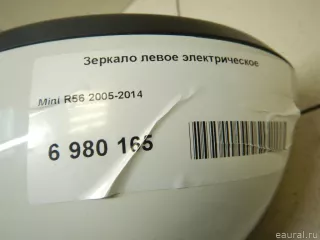 Зеркало левое электрическое
Mini R56 2005-2014
6 980 165
eaural.ru